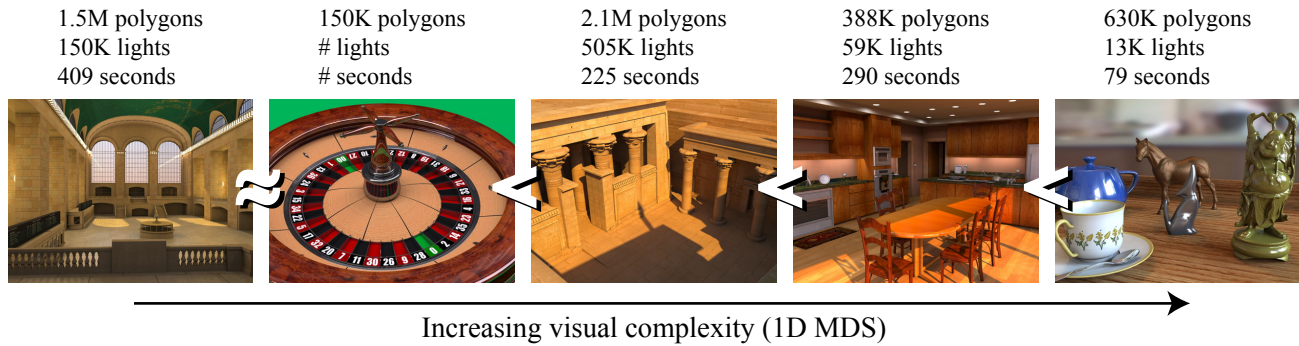 1.5M polygons
150K lights
409 seconds
150K polygons
# lights
# seconds
2.1M polygons
505K lights
225 seconds
388K polygons
59K lights
290 seconds
630K polygons
13K lights
79 seconds
≈
<
<
<
Increasing visual complexity (1D MDS)